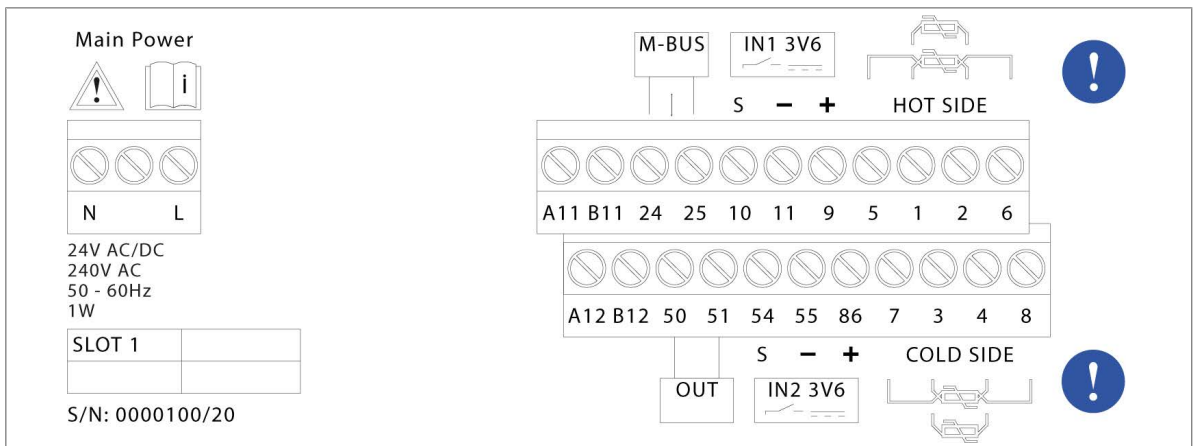 Main Power
i
N L
24V AC/DC
240V AC
50 - 60Hz
1W
SLOT 1
S/N: 0000100/20
M-BUS IN1 3V6
S − + HOT SIDE
A11 B11 24 25 10 11 9 5 1 2 6
A12 B12 50 51 54 55 86 7 3 4 8
S − + COLD SIDE
OUT IN2 3V6